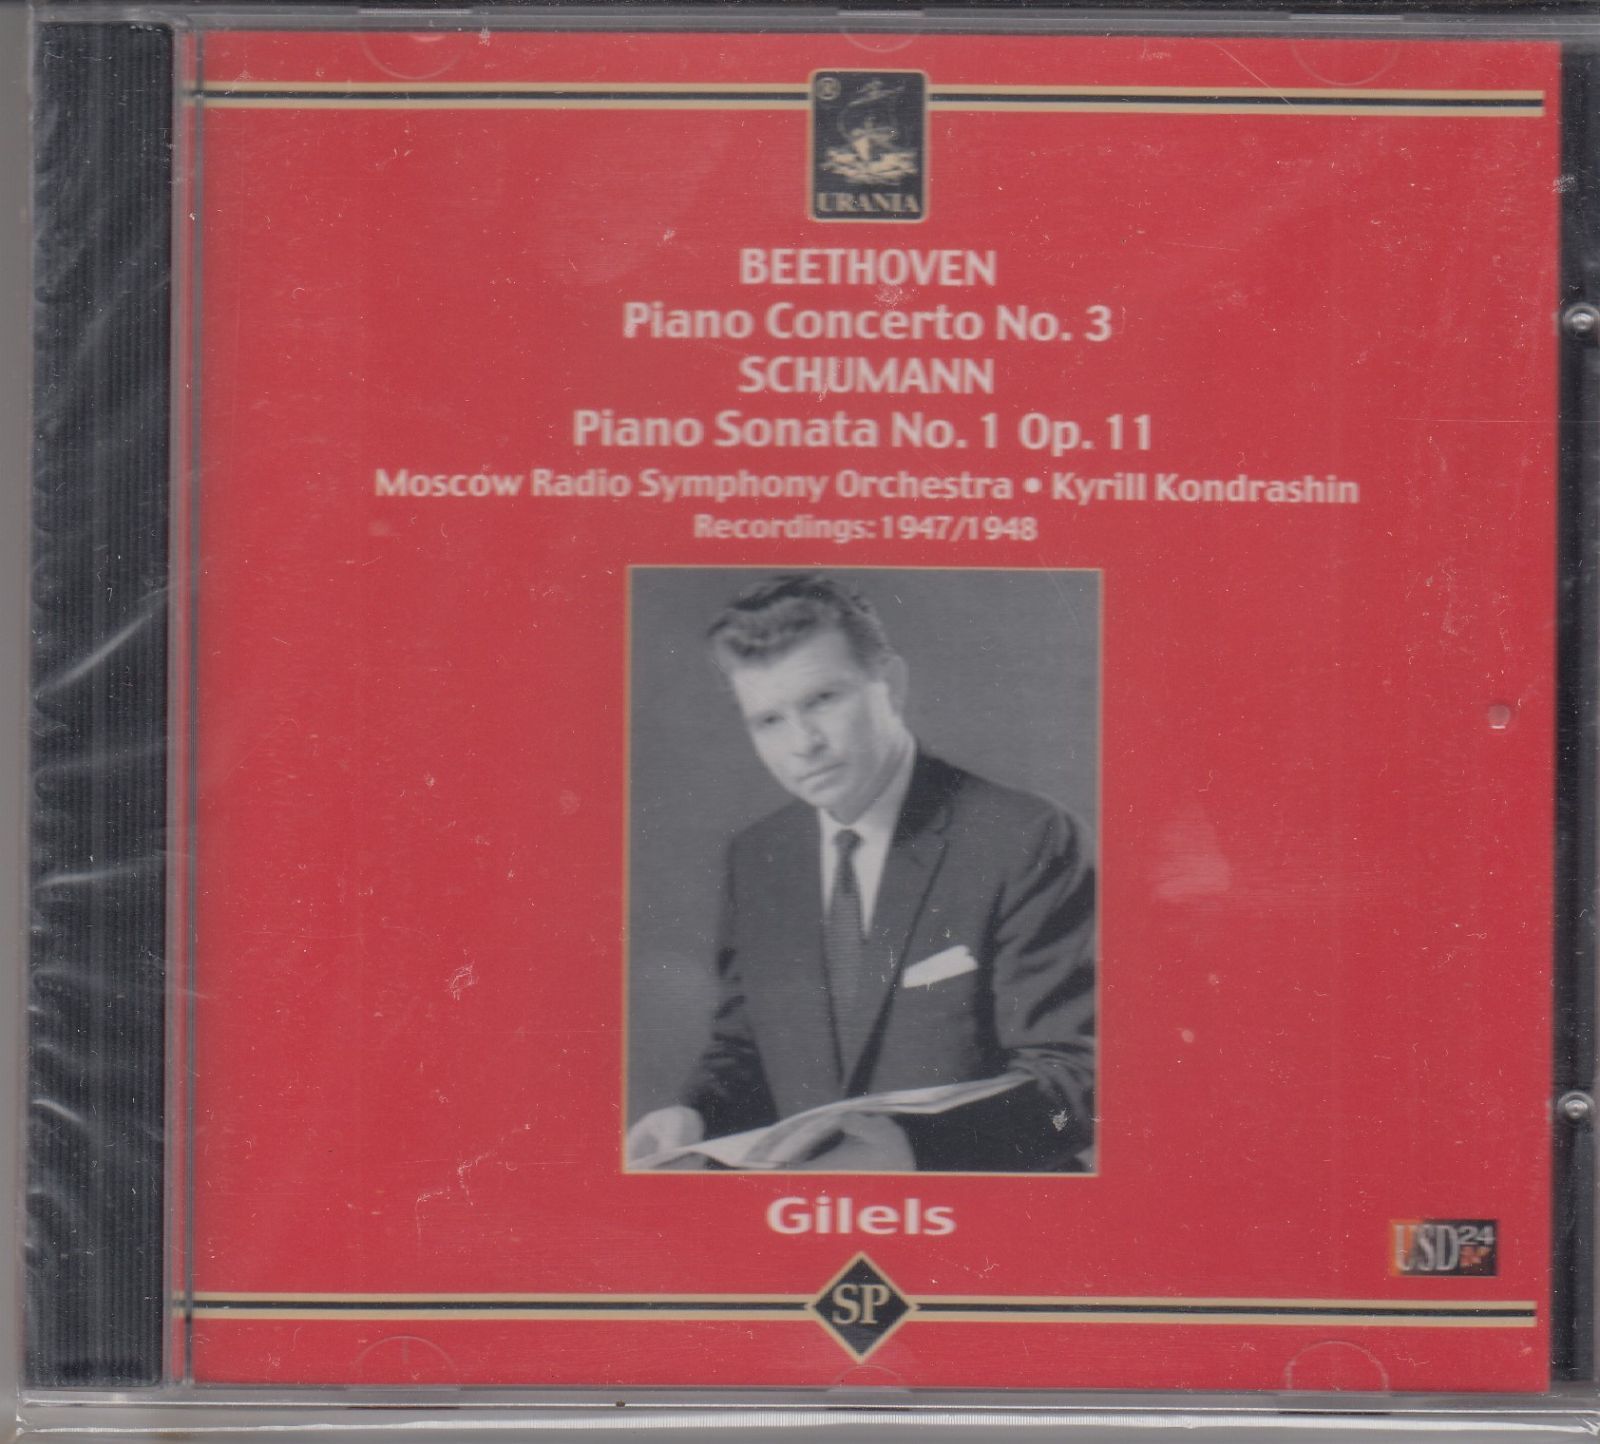 ®
URANIA
BEETHOVEN
Piano Concerto No. 3
SCHUMANN
Piano Sonata No. 1 Op. 11
Moscow Radio Symphony Orchestra • Kyrill Kondrashin
Recordings: 1947/1948
Gilels
USD24
SP